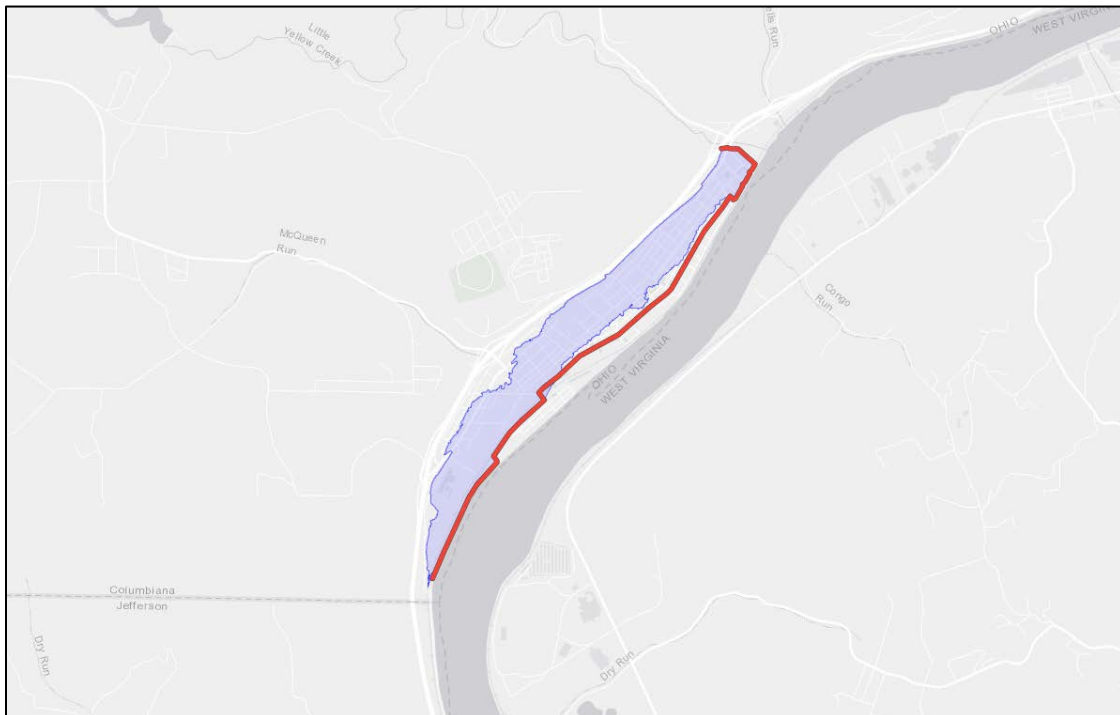 Little
Yellow Creek
OHIO
WEST VIRGINIA
McQueen
Run
Congo
Run
OHIO
WEST VIRGINIA
Columbiana
Jefferson
Dry Run
Dry Run